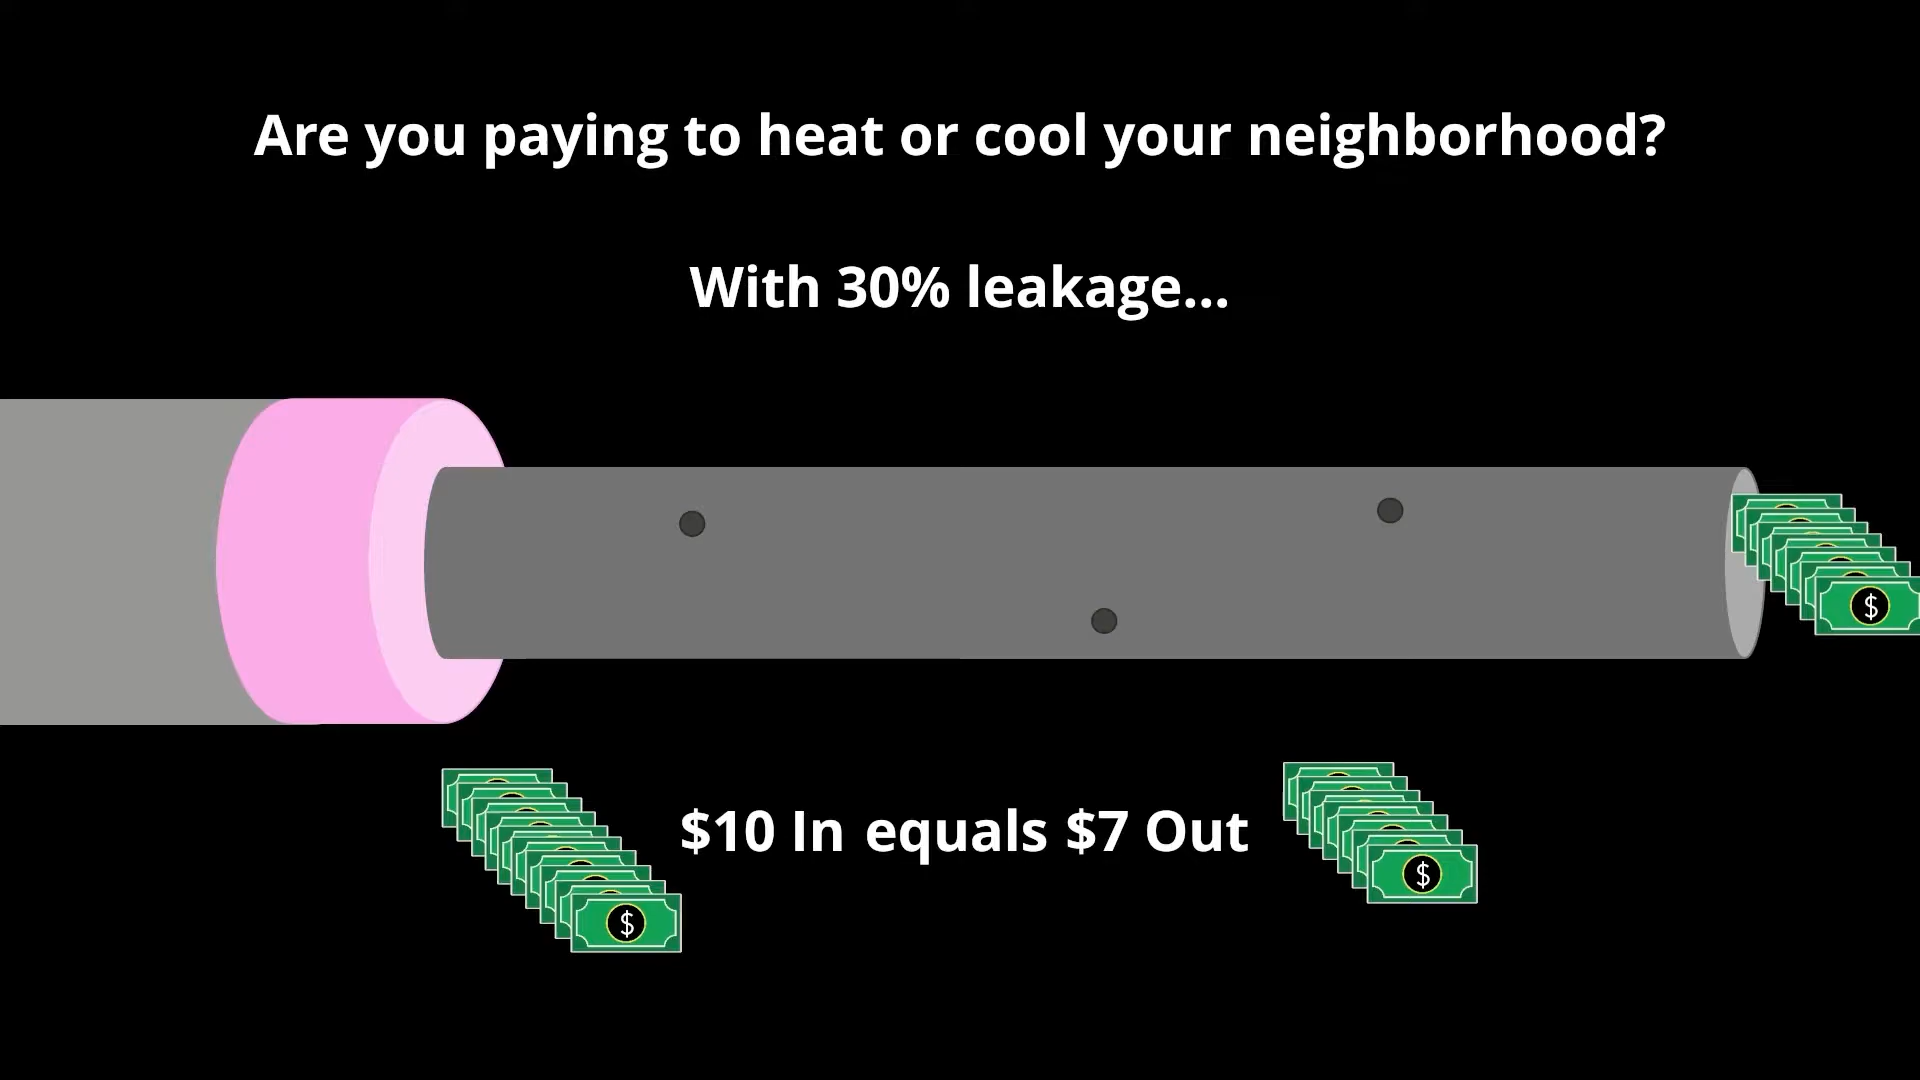 Are you paying to heat or cool your neighborhood?
With 30% leakage...
$10 In equals $7 Out
$
$
$